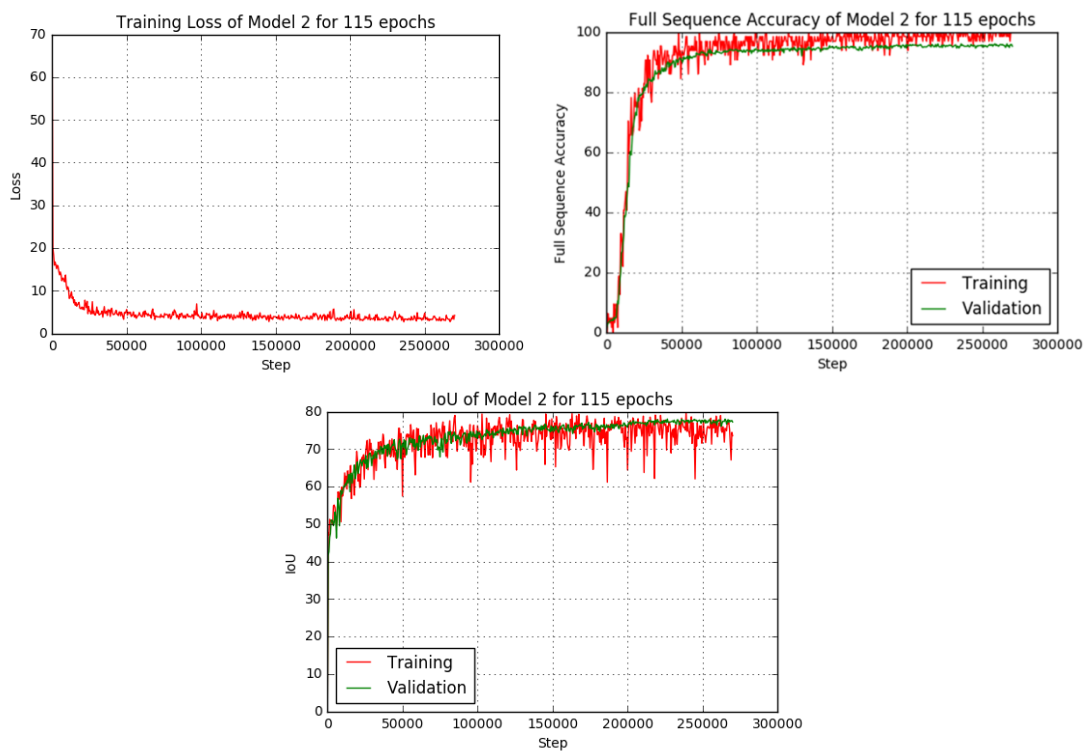 Training Loss of Model 2 for 115 epochs
70
60
50
40
30
20
10
0
Loss
0 50000 100000 150000 200000 250000 300000
Step
Full Sequence Accuracy of Model 2 for 115 epochs
100
80
60
40
20
0
Full Sequence Accuracy
Training
Validation
0 50000 100000 150000 200000 250000 300000
Step
IoU of Model 2 for 115 epochs
80
70
60
50
40
30
20
10
0
IoU
Training
Validation
0 50000 100000 150000 200000 250000 300000
Step